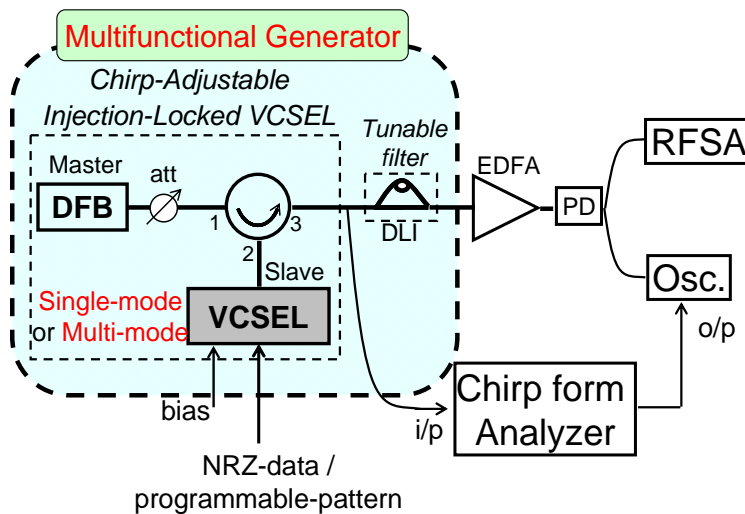 Multifunctional Generator
Chirp-Adjustable
Injection-Locked VCSEL
Tunable
filter
EDFA
RFSA
Master
att
DFB
PD
1
3
DLI
2
Slave
Osc.
Single-mode
or Multi-mode
VCSEL
o/p
bias
i/p
Chirp form
Analyzer
NRZ-data /
programmable-pattern